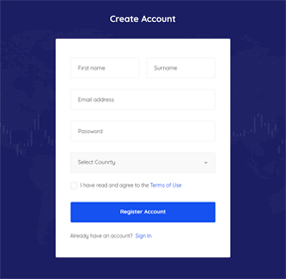 Create Account
First name
Surname
Email address
Password
Select Counrty
I have read and agree to the Terms of Use
Register Account
Already have an account? Sign In